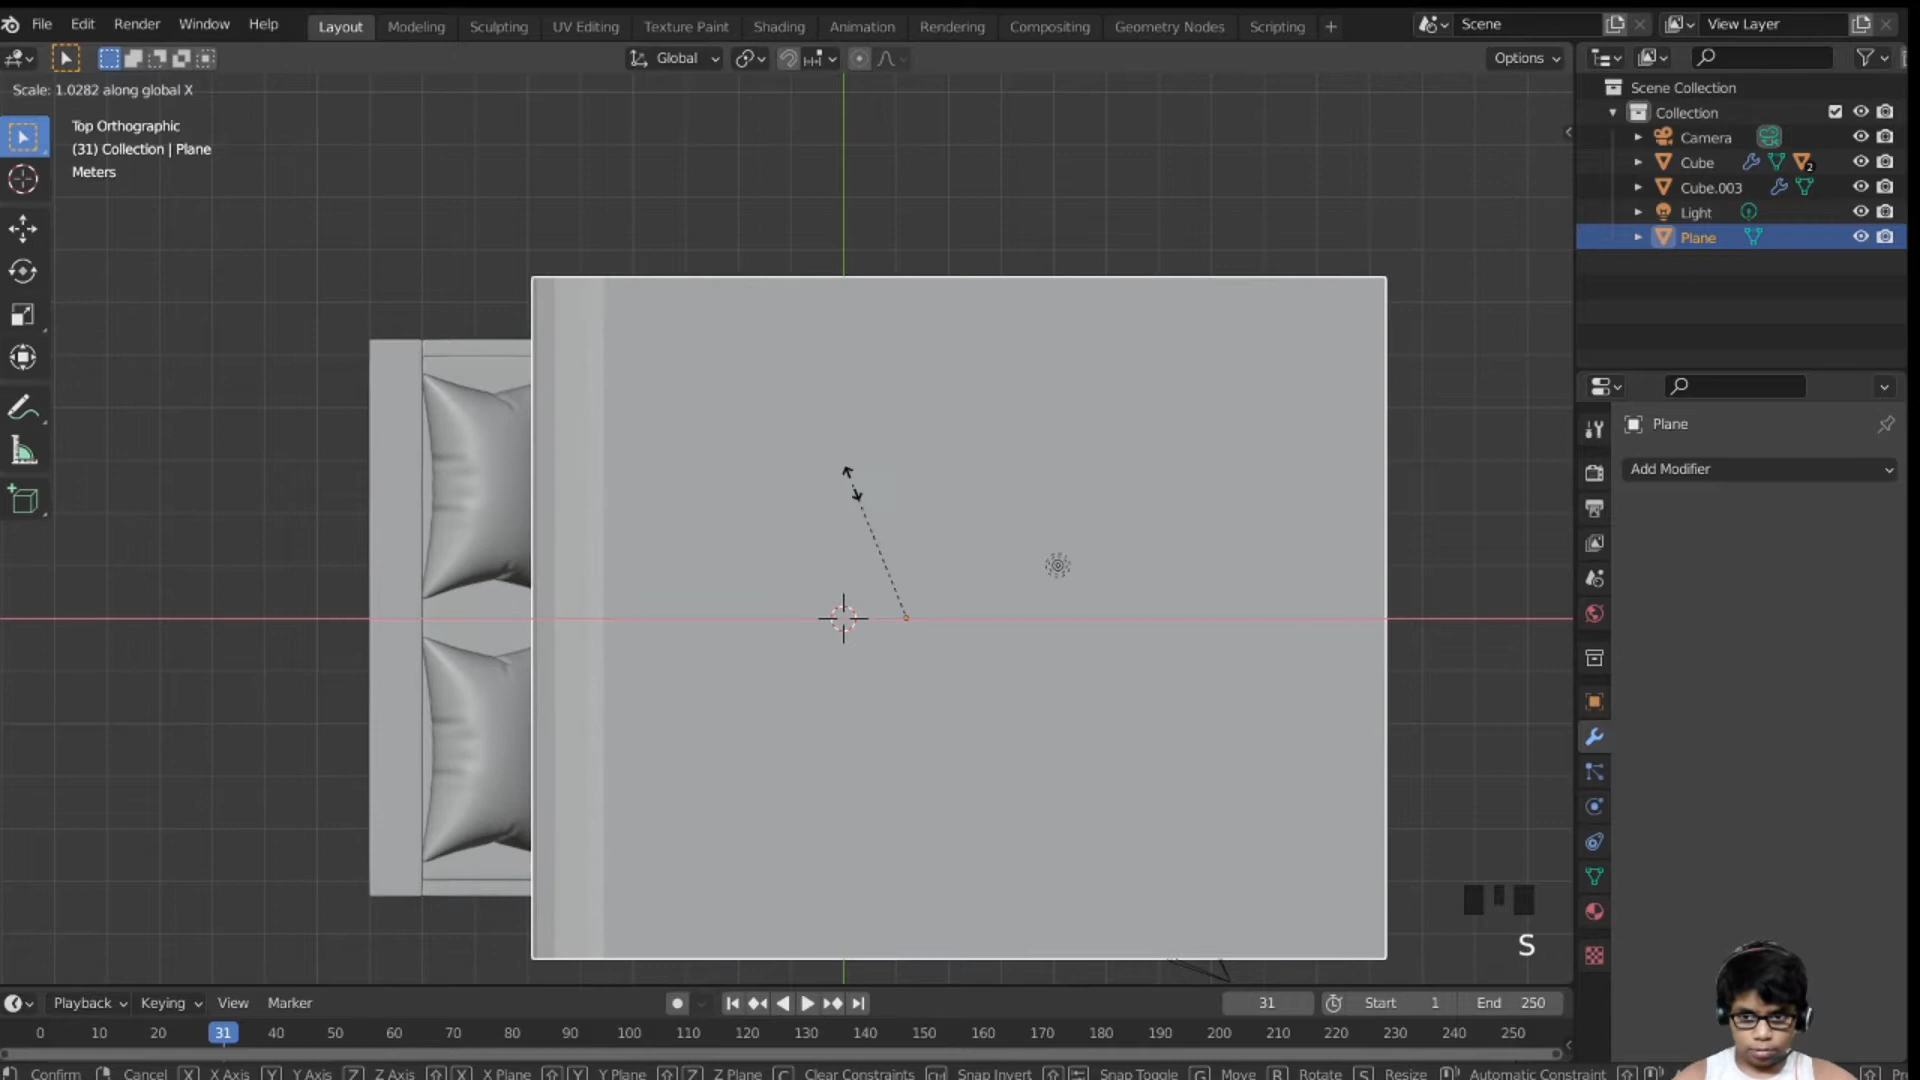 File Edit Render Window Help Layout Modeling Sculpting UV Editing Texture Paint Shading Animation Rendering Compositing Geometry Nodes Scripting + Scene View Layer
Global Options
Scale: 1.0282 along global X
Top Orthographic
(31) Collection | Plane
Meters
Scene Collection
Collection
Camera
Cube 2
Cube.003
Light
Plane
Plane
Add Modifier
S
Playback Keying View Marker 31 Start 1 End 250
0 10 20 31 40 50 60 70 80 90 100 110 120 130 140 150 160 170 180 190 200 210 220 230 240 250
Confirm Cancel X X Axis Y Y Axis Z Z Axis X X Plane Y Y Plane Z Z Plane C Clear Constraints Ctrl Snap Invert Snap Toggle G Move R Rotate S Resize Automatic Constraint